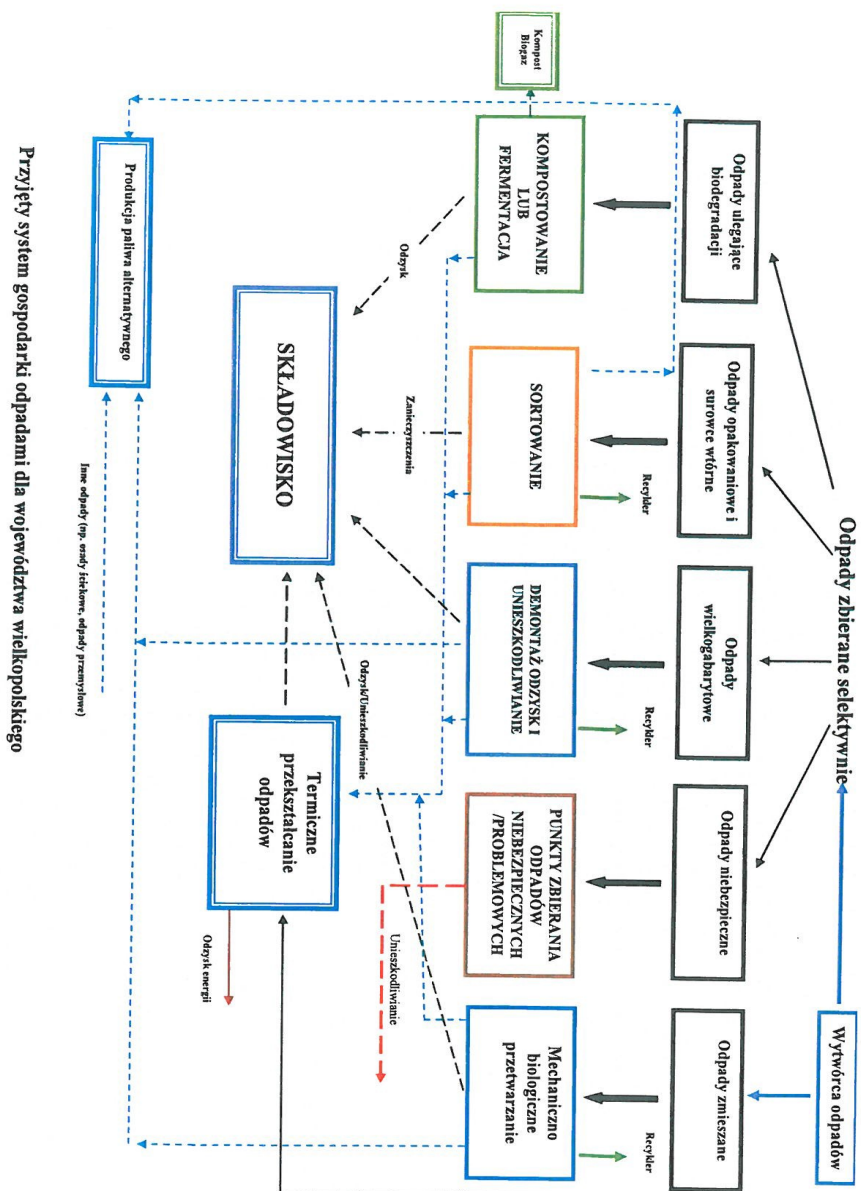 Wytwórca odpadów
Odpady zbierane selektywnie
Odpady ulegające
biodegradacji
Odpady opakowaniowe i
surowce wtórne
Odpady
wielkogabarytowe
Odpady niebezpieczne
Odpady zmieszane
Kompost
Biogaz
KOMPOSTOWANIE
LUB
FERMENTACJA
SORTOWANIE
Recykler
DEMONTAŻ ODZYSK I
UNIESZKODLIWIANIE
Recykler
PUNKTY ZBIERANIA
ODPADÓW
NIEBEZPIECZNYCH
/PROBLEMOWYCH
Mechaniczno
biologiczne
przetwarzanie
Recykler
Odzysk
Zanieczyszczenia
Odzysk/Unieszkodliwianie
Unieszkodliwianie
SKŁADOWISKO
Termiczne
przekształcanie
odpadów
Odzysk energii
Produkcja paliwa alternatywnego
Inne odpady (np. osady ściekowe, odpady przemysłowe)
Przyjęty system gospodarki odpadami dla województwa wielkopolskiego